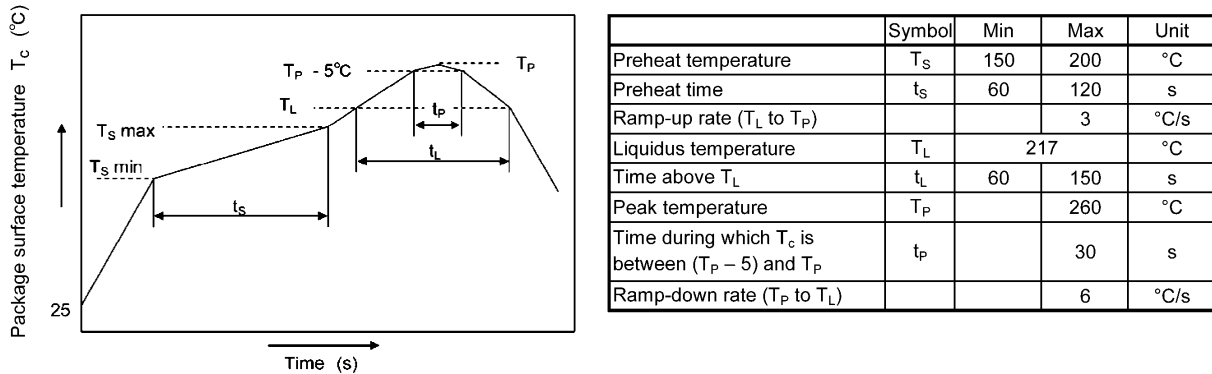 Package surface temperature T_C (°C)
T_P
T_P - 5°C
T_L
t_P
T_S max
t_L
T_S min
t_S
25
Time (s)
Symbol Min Max Unit
Preheat temperature T_S 150 200 °C
Preheat time t_S 60 120 s
Ramp-up rate (T_L to T_P) 3 °C/s
Liquidus temperature T_L 217 °C
Time above T_L t_L 60 150 s
Peak temperature T_P 260 °C
Time during which T_c is
between (T_P – 5) and T_P t_P 30 s
Ramp-down rate (T_P to T_L) 6 °C/s